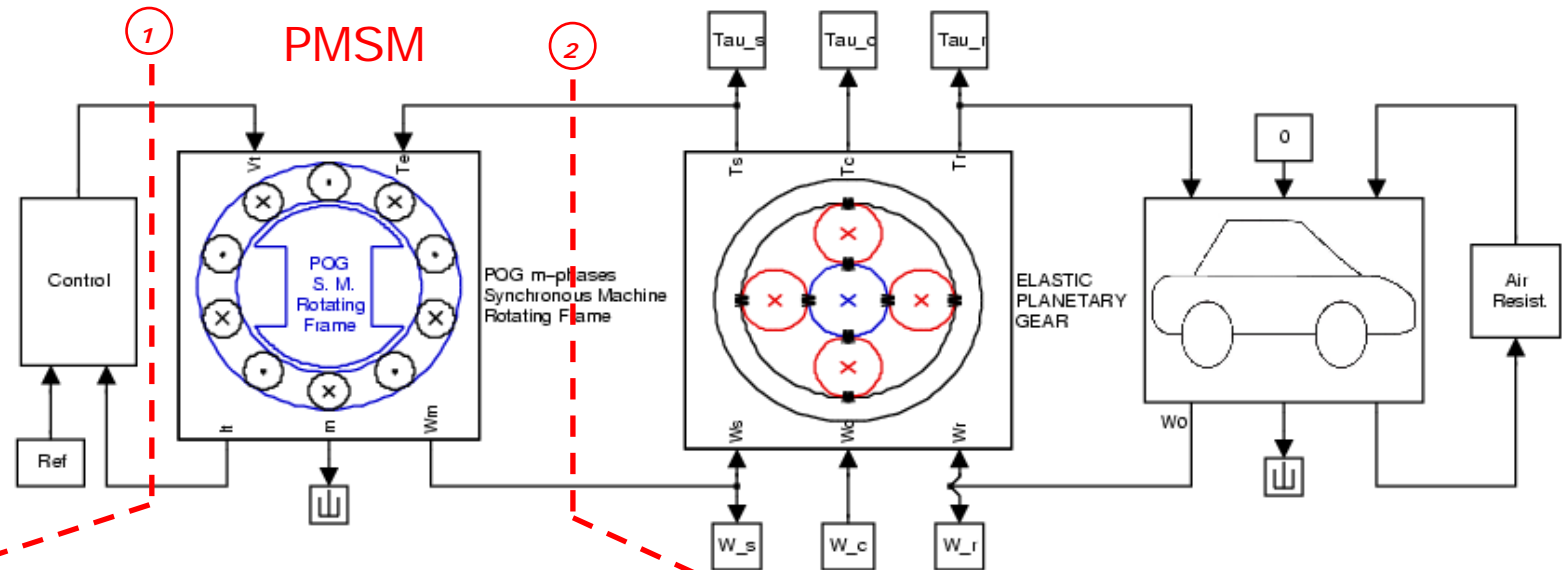 1
PMSM
2
Tau_s
Tau_c
Tau_r
Vt
Te
Ts
Tc
Tr
0
Control
POG
S. M.
Rotating
Frame
POG m-phases
Synchronous Machine
Rotating Frame
ELASTIC
PLANETARY
GEAR
Air
Resist.
Ref
It
m
Wm
Ws
Wc
Wr
Wo
W_s
W_c
W_r